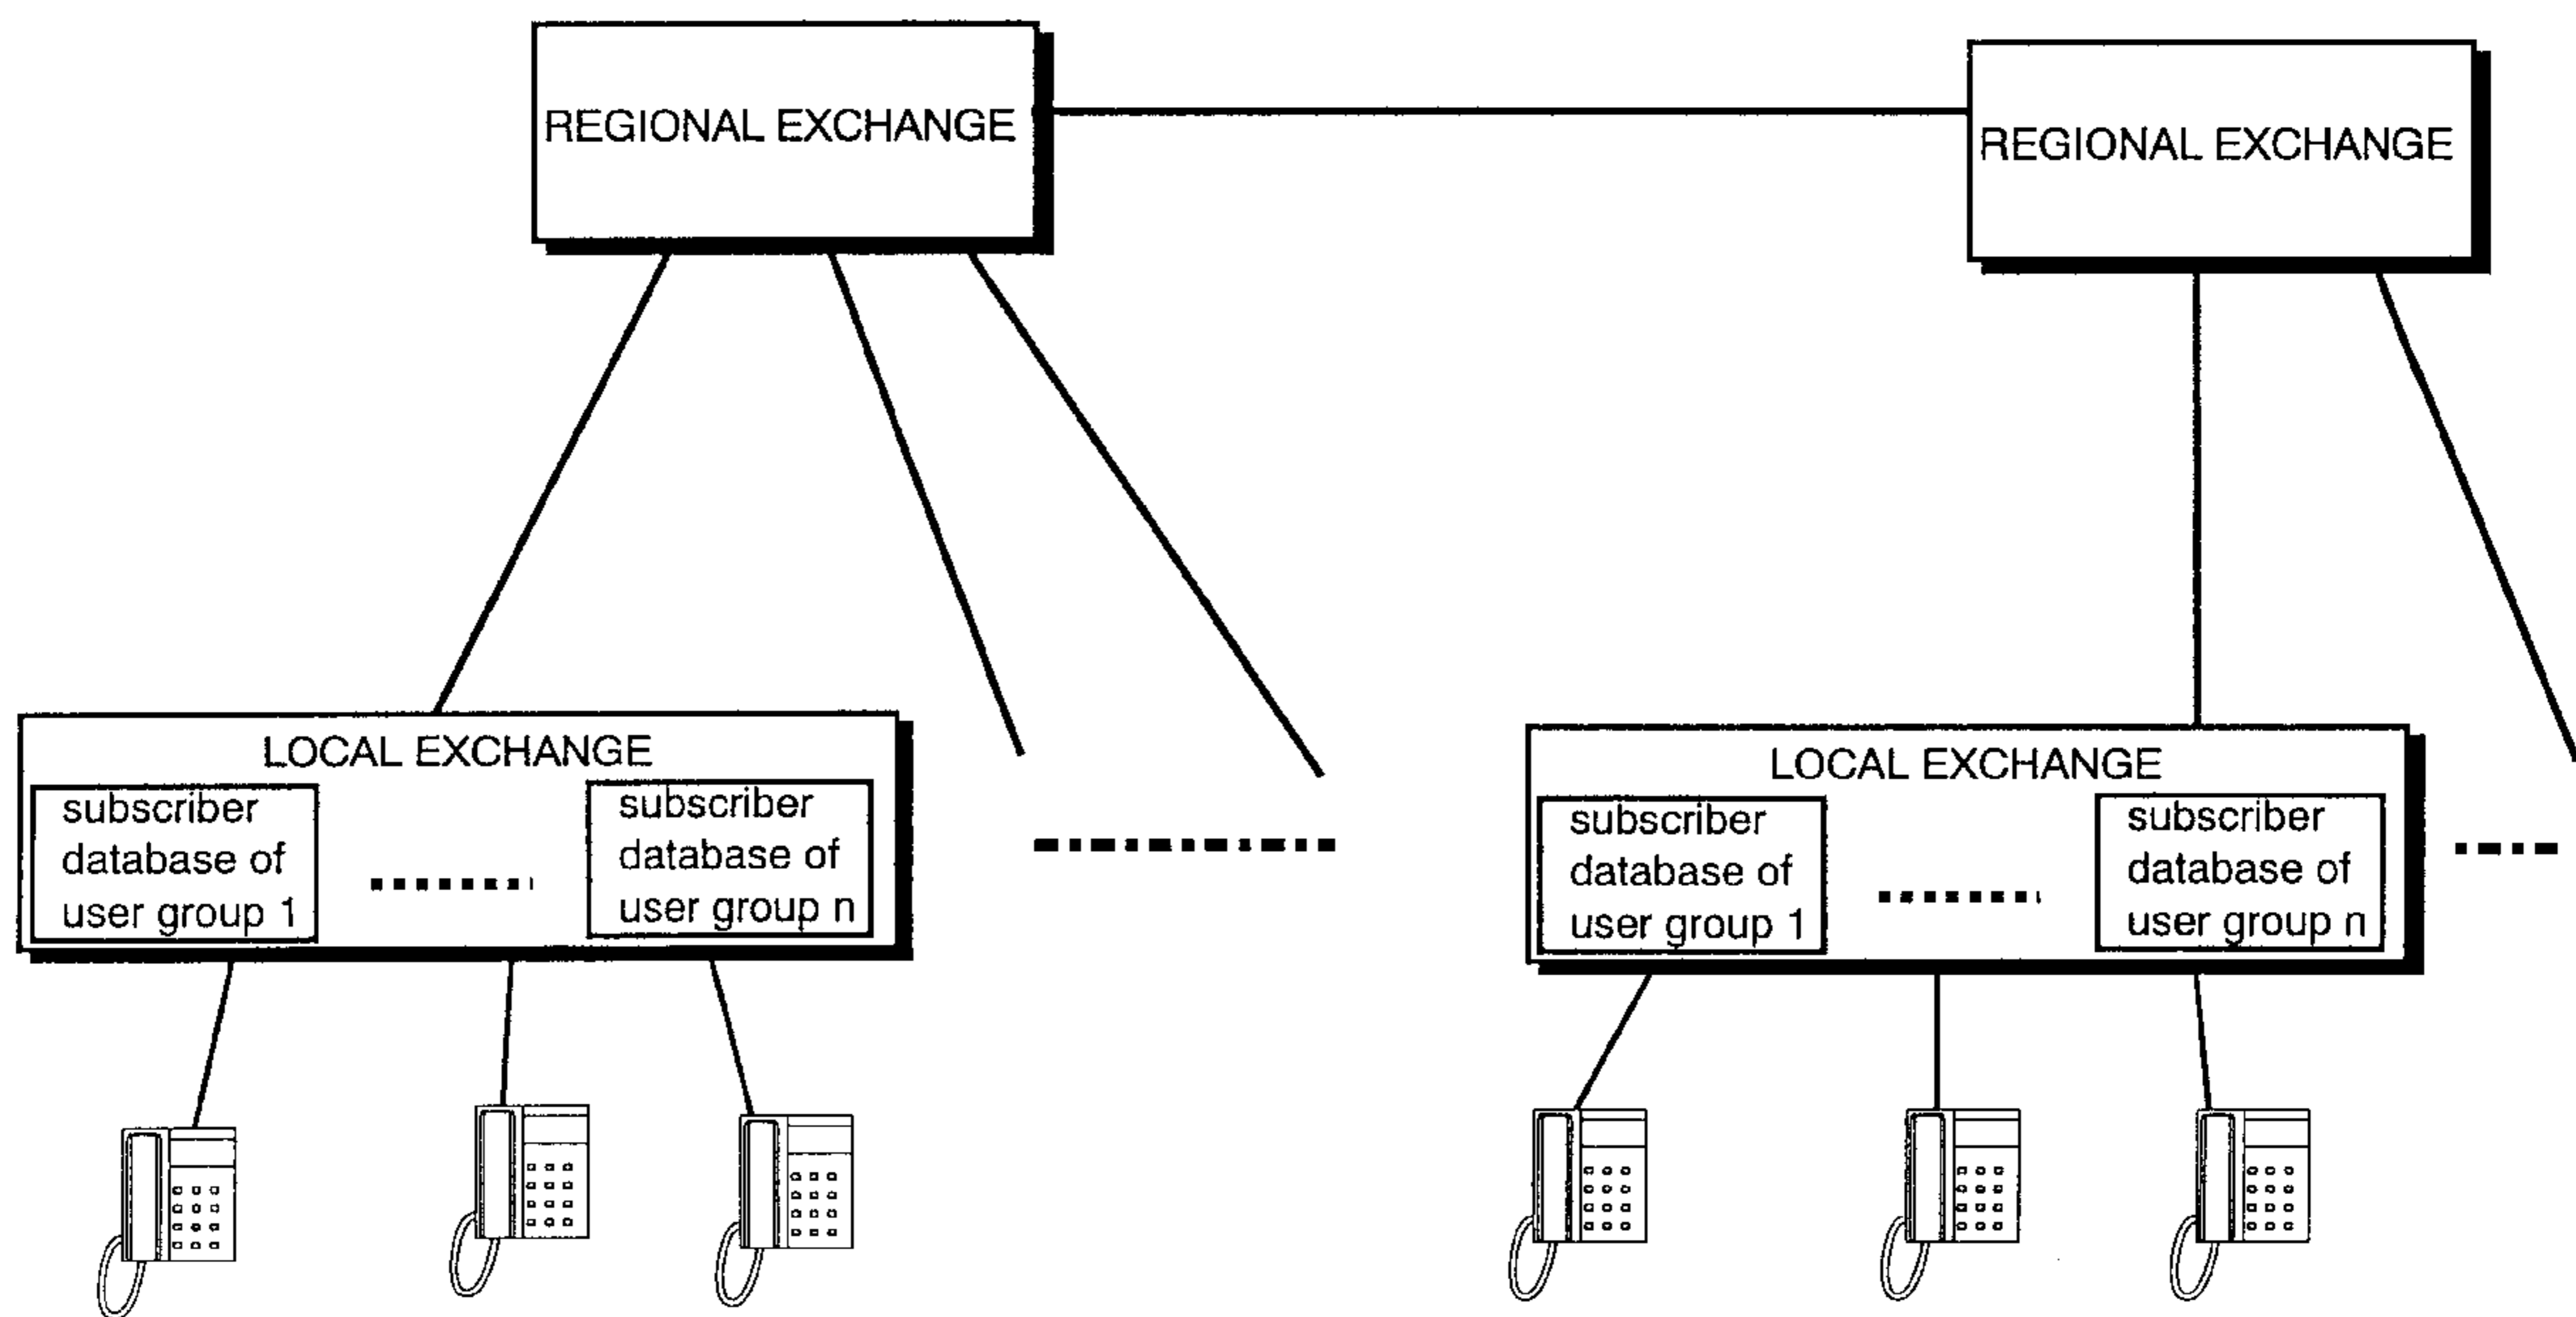 REGIONAL EXCHANGE
REGIONAL EXCHANGE
LOCAL EXCHANGE
subscriber
database of
user group 1
subscriber
database of
user group n
LOCAL EXCHANGE
subscriber
database of
user group 1
subscriber
database of
user group n